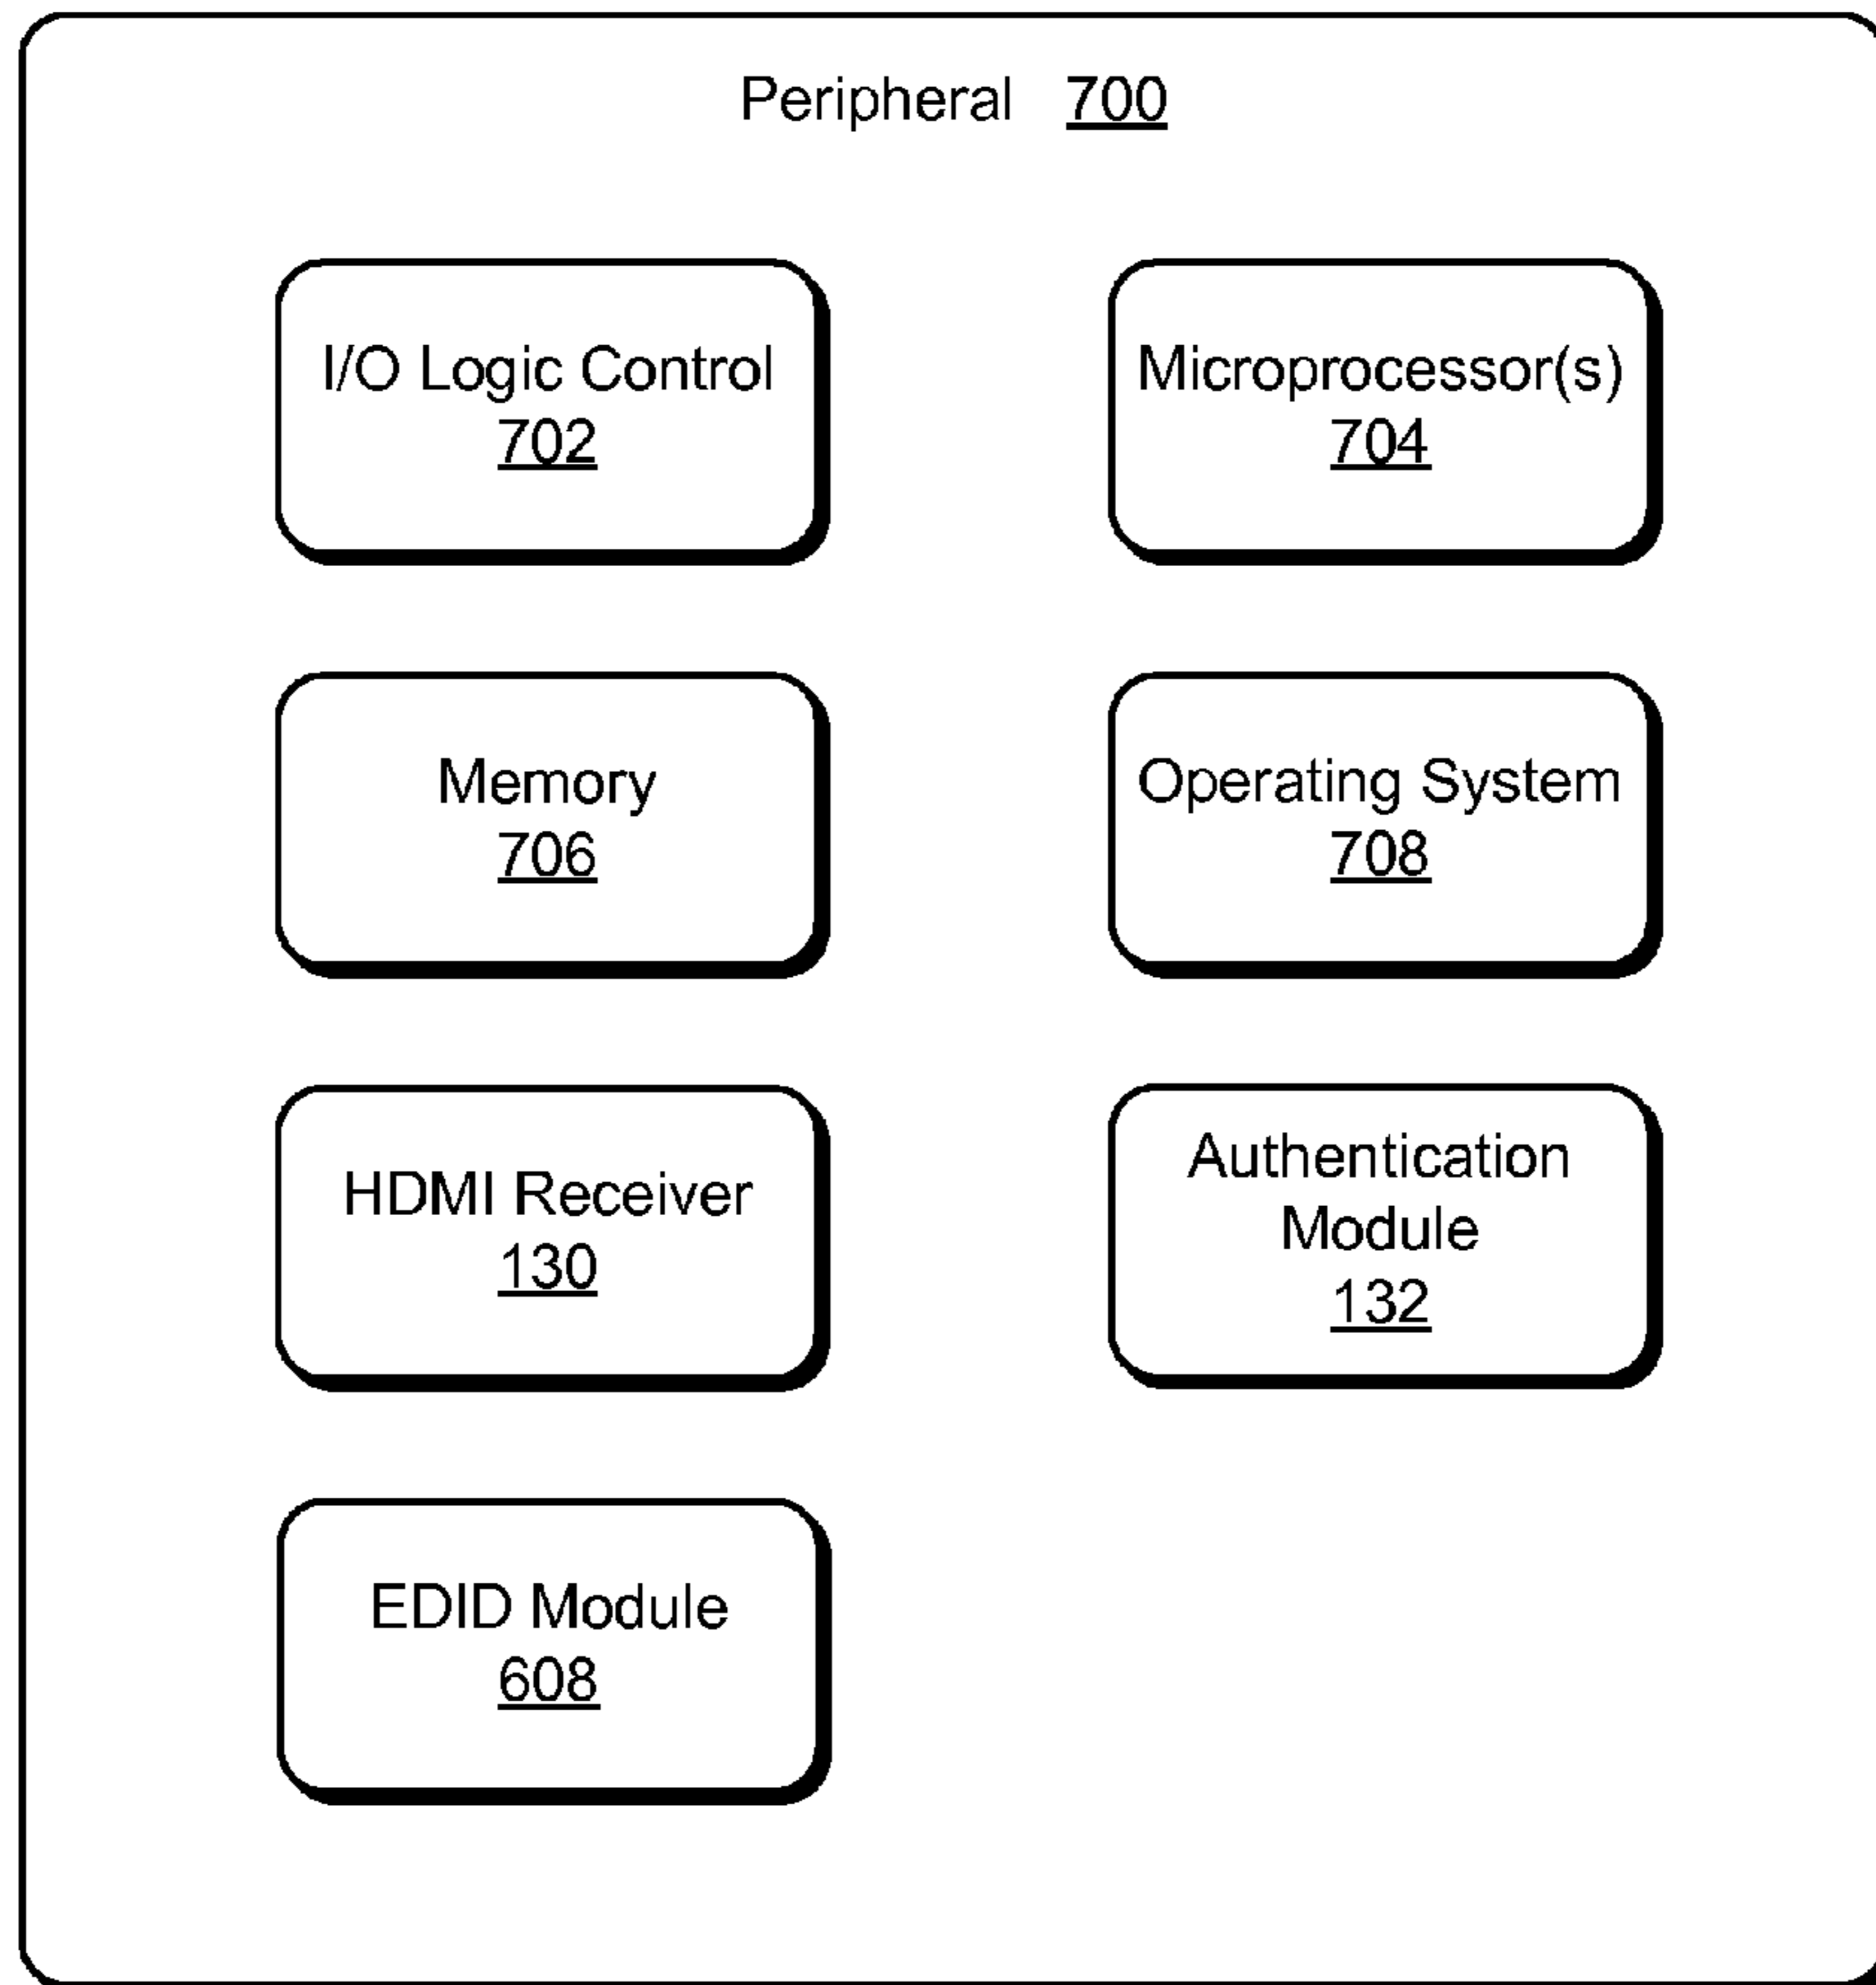 Peripheral 700
I/O Logic Control
702
Microprocessor(s)
704
Memory
706
Operating System
708
HDMI Receiver
130
Authentication
Module
132
EDID Module
608